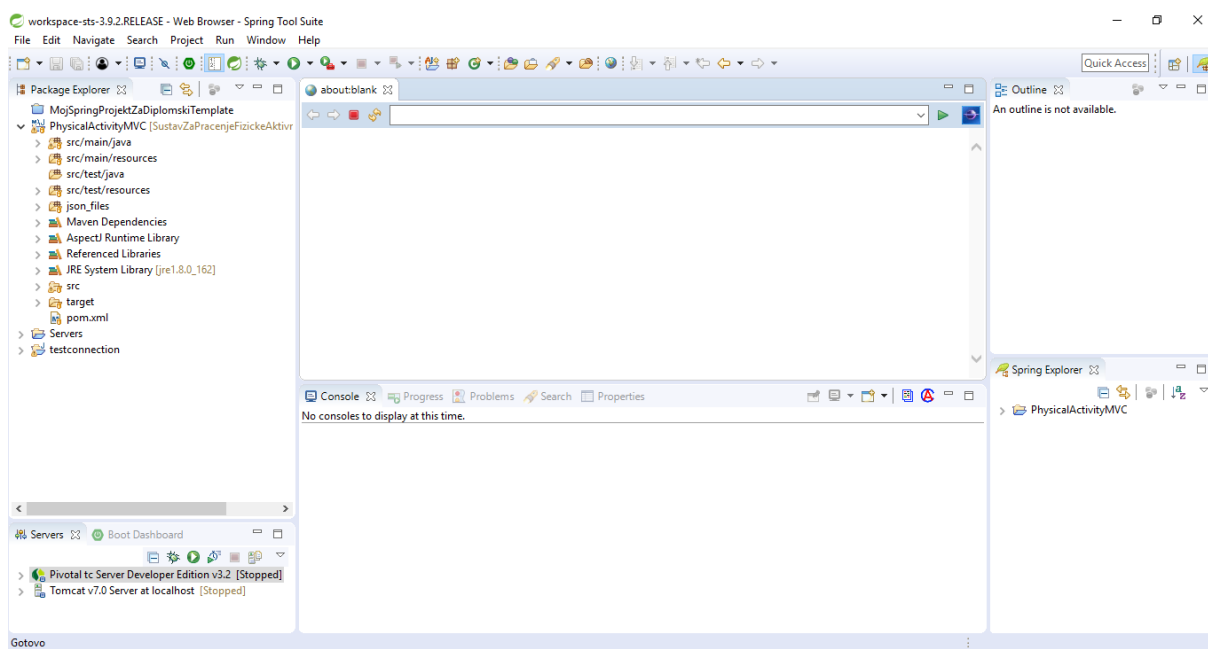 workspace-sts-3.9.2.RELEASE - Web Browser - Spring Tool Suite
File Edit Navigate Search Project Run Window Help
Quick Access
Package Explorer
MojSpringProjektZaDiplomskiTemplate
PhysicalActivityMVC [SustavZaPracenjeFizickeAktivr
src/main/java
src/main/resources
src/test/java
src/test/resources
json_files
Maven Dependencies
AspectJ Runtime Library
Referenced Libraries
JRE System Library [jre1.8.0_162]
src
target
pom.xml
Servers
testconnection
about:blank
Outline
An outline is not available.
Console Progress Problems Search Properties
No consoles to display at this time.
Spring Explorer
PhysicalActivityMVC
Servers Boot Dashboard
Pivotal tc Server Developer Edition v3.2 [Stopped]
Tomcat v7.0 Server at localhost [Stopped]
Gotovo